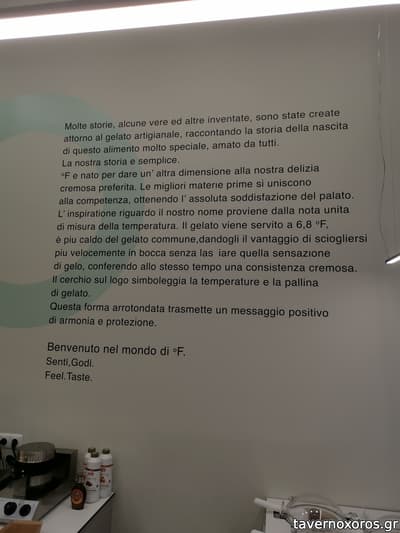 Molte storie, alcune vere ed altre inventate, sono state create
attorno al gelato artigianale, raccontando la storia della nascita
di questo alimento molto speciale, amato da tutti.
La nostra storia e semplice.
°F e nato per dare un' altra dimensione alla nostra delizia
cremosa preferita. Le migliori materie prime si uniscono
alla competenza, ottenendo l' assoluta soddisfazione del palato.
L' inspiratione riguardo il nostro nome proviene dalla nota unita
di misura della temperatura. Il gelato viene servito a 6,8 °F,
è piu caldo del gelato commune,dandogli il vantaggio di sciogliersi
piu velocemente in bocca senza las iare quella sensazione
di gelo, conferendo allo stesso tempo una consistenza cremosa.
Il cerchio sul logo simboleggia la temperature e la pallina
di gelato.
Questa forma arrotondata trasmette un messaggio positivo
di armonia e protezione.
Benvenuto nel mondo di °F.
Senti,Godi.
Feel.Taste.
tavernoxoros.gr